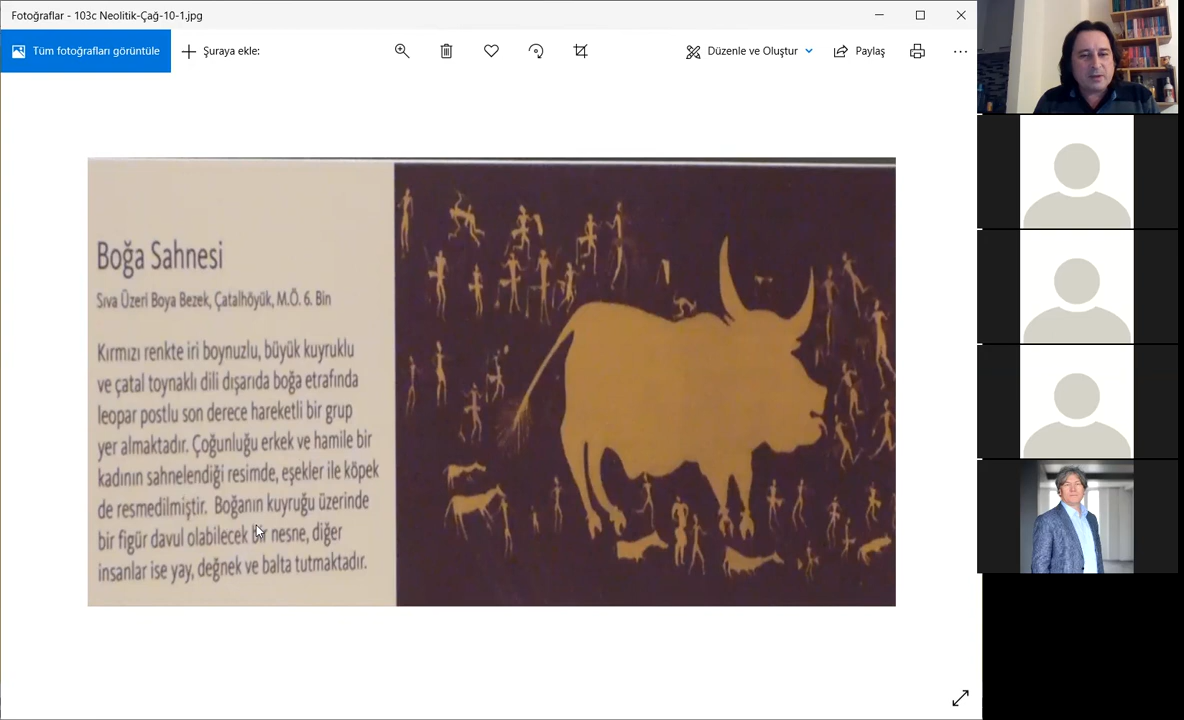 Fotoğraflar - 103c Neolitik-Çağ-10-1.jpg
Tüm fotoğrafları görüntüle
Şuraya ekle:
Düzenle ve Oluştur
Paylaş
Boğa Sahnesi
Sıva Üzeri Boya Bezek, Çatalhöyük, M.Ö. 6. Bin
Kırmızı renkte iri boynuzlu, büyük kuyruklu
ve çatal toynaklı dili dışarıda boğa etrafında
leopar postlu son derece hareketli bir grup
yer almaktadır. Çoğunluğu erkek ve hamile bir
kadının sahnelendiği resimde, eşekler ile köpek
de resmedilmiştir. Boğanın kuyruğu üzerinde
bir figür davul olabilecek bir nesne, diğer
insanlar ise yay, değnek ve balta tutmaktadır.